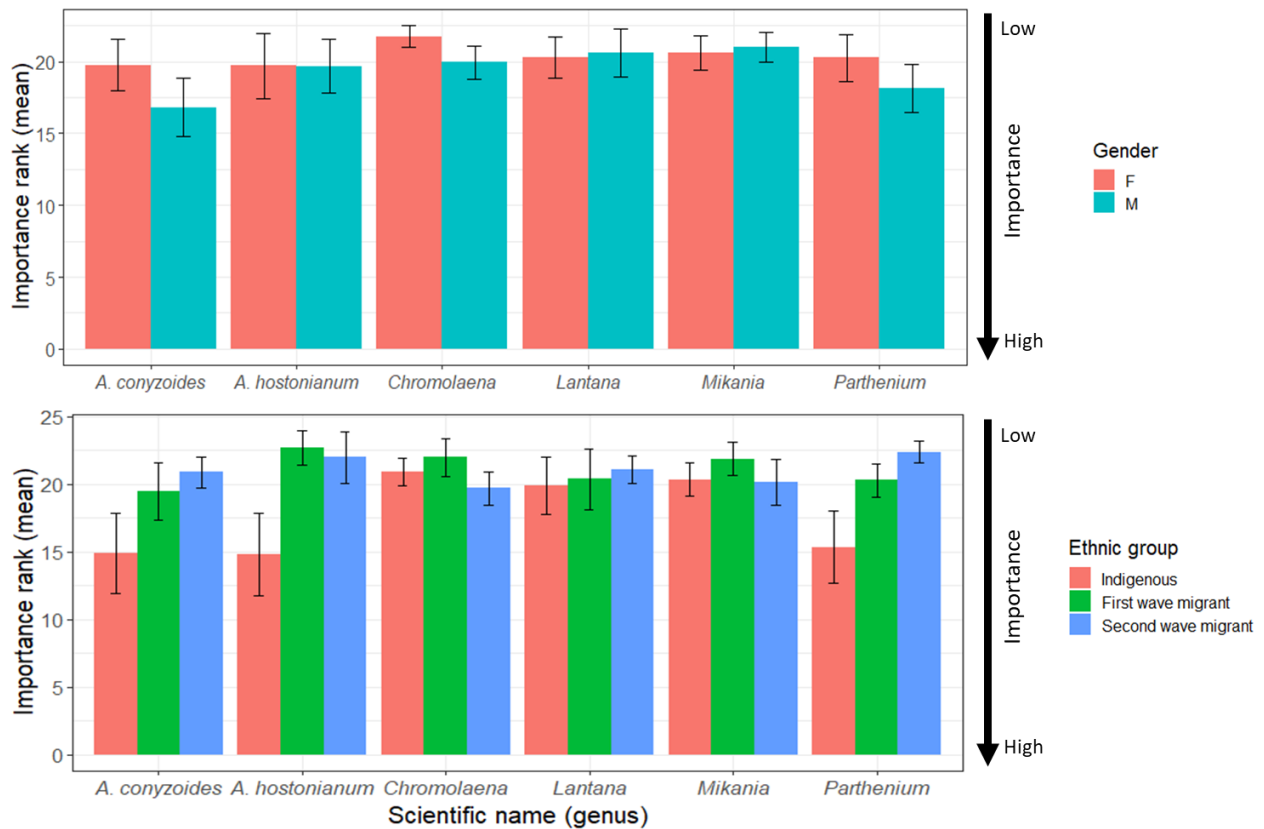 Importance rank (mean)
20
15
10
5
0
A. conyzoides
A. hostonianum
Chromolaena
Lantana
Mikania
Parthenium
Low
Importance
High
Gender
F
M
Importance rank (mean)
25
20
15
10
5
0
A. conyzoides
A. hostonianum
Chromolaena
Lantana
Mikania
Parthenium
Scientific name (genus)
Low
Importance
High
Ethnic group
Indigenous
First wave migrant
Second wave migrant